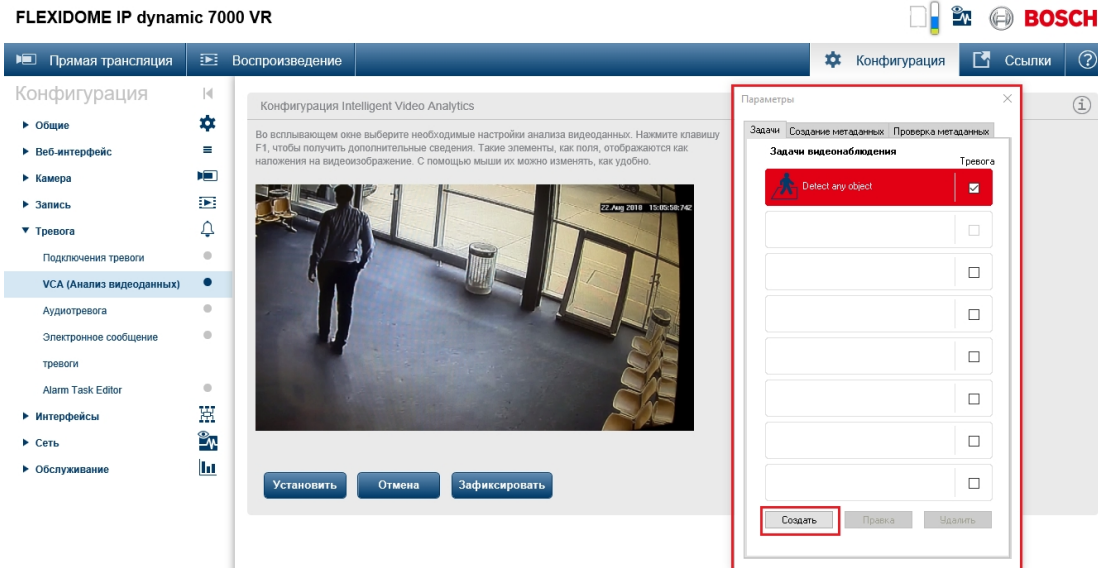 FLEXIDOME IP dynamic 7000 VR
BOSCH
Прямая трансляция
Воспроизведение
Конфигурация
Ссылки
Конфигурация
Общие
Веб-интерфейс
Камера
Запись
Тревога
Подключения тревоги
VCA (Анализ видеоданных)
Аудиотревога
Электронное сообщение
тревоги
Alarm Task Editor
Интерфейсы
Сеть
Обслуживание
Конфигурация Intelligent Video Analytics
Во всплывающем окне выберите необходимые настройки анализа видеоданных. Нажмите клавишу
F1, чтобы получить дополнительные сведения. Такие элементы, как поля, отображаются как
наложения на видеоизображение. С помощью мыши их можно изменять, как удобно.
22.Aug 2018 15:05:58:742
Установить
Отмена
Зафиксировать
Параметры
Задачи
Создание метаданных
Проверка метаданных
Задачи видеонаблюдения
Тревога
Detect any object
Создать
Правка
Удалить